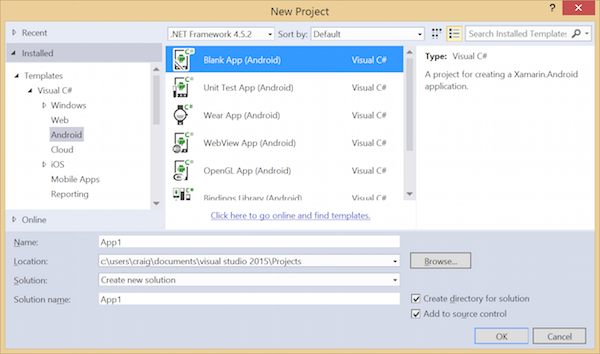 New Project
? ×
Recent
.NET Framework 4.5.2
Sort by: Default
Search Installed Templates
Installed
Templates
Visual C#
Windows
Web
Android
Cloud
iOS
Mobile Apps
Reporting
Online
Blank App (Android) Visual C#
Unit Test App (Android) Visual C#
Wear App (Android) Visual C#
WebView App (Android) Visual C#
OpenGL App (Android) Visual C#
Bindings Library (Android) Visual C#
Click here to go online and find templates.
Type: Visual C#
A project for creating a Xamarin.Android
application.
Name: App1
Location: c:\users\craig\documents\visual studio 2015\Projects
Browse...
Solution: Create new solution
Solution name: App1
Create directory for solution
Add to source control
OK Cancel